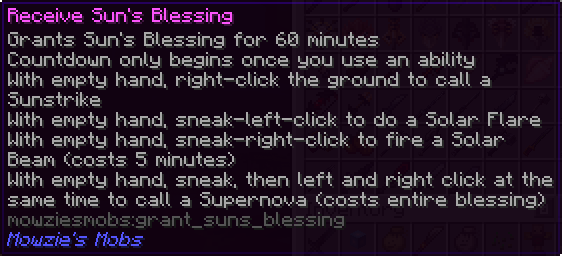 Receive Sun's Blessing
Grants Sun's Blessing for 60 minutes
Countdown only begins once you use an ability
With empty hand, right-click the ground to call a
Sunstrike
With empty hand, sneak-left-click to do a Solar Flare
With empty hand, sneak-right-click to fire a Solar
Beam (costs 5 minutes)
With empty hand, sneak, then left and right click at the
same time to call a Supernova (costs entire blessing)
mowziesmobs:grant_suns_blessing
Mowzie's Mobs